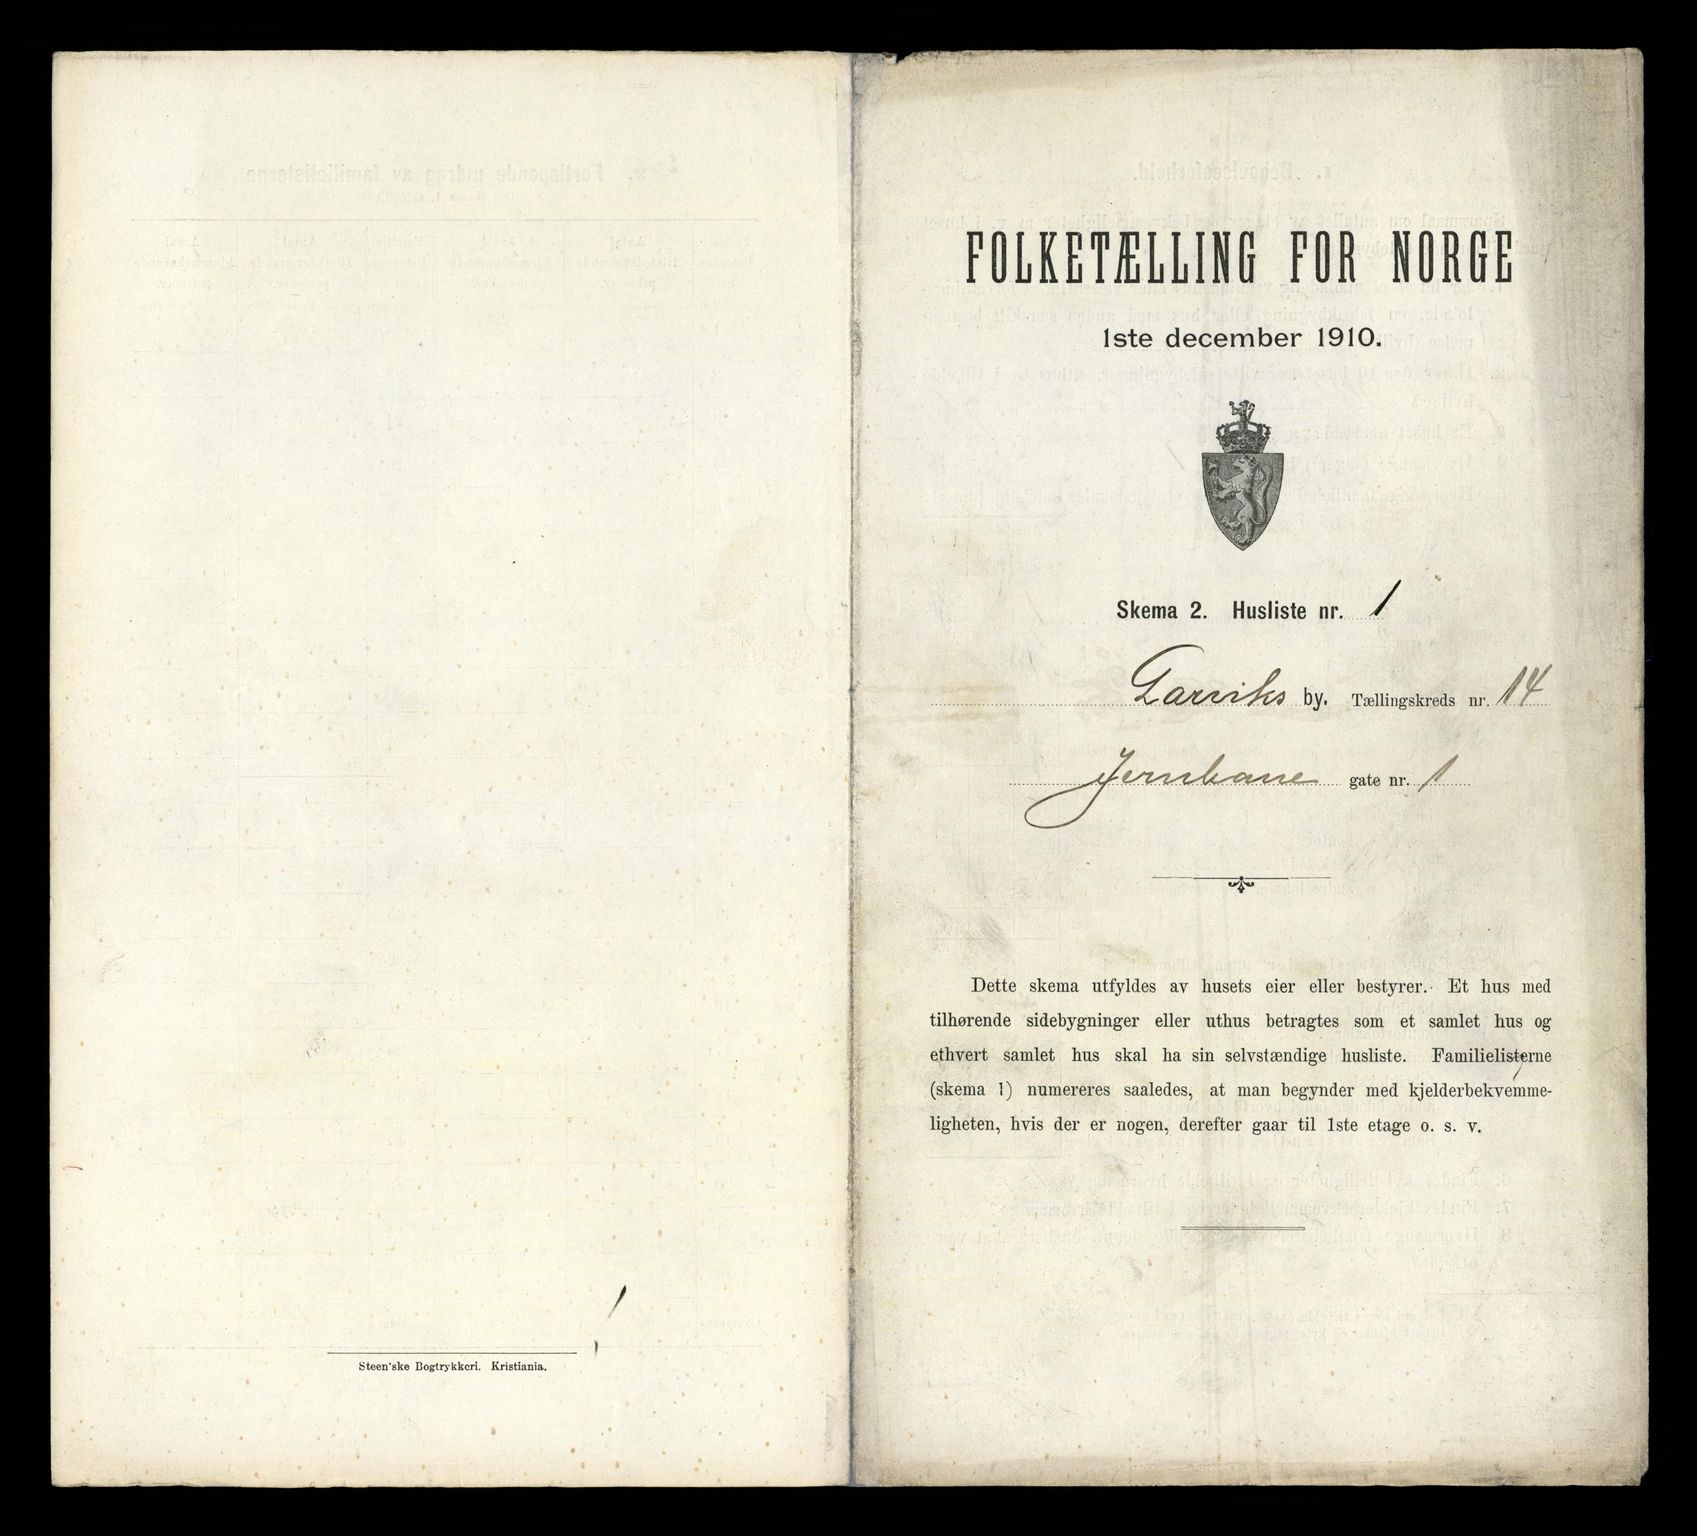 Steen'ske Bogtrykkeri. Kristiania.
FOLKETÆLLING FOR NORGE
1ste december 1910.
Skema 2. Husliste nr. 1
Larviks by. Tællingskreds nr. 14
Jernbane gate nr. 1
Dette skema utfyldes av husets eier eller bestyrer. Et hus med
tilhørende sidebygninger eller uthus betragtes som et samlet hus og
ethvert samlet hus skal ha sin selvstændige husliste. Familielisterne
(skema 1) numereres saaledes, at man begynder med kjelderbekvemme-
ligheten, hvis der er nogen, derefter gaar til 1ste etage o. s. v.